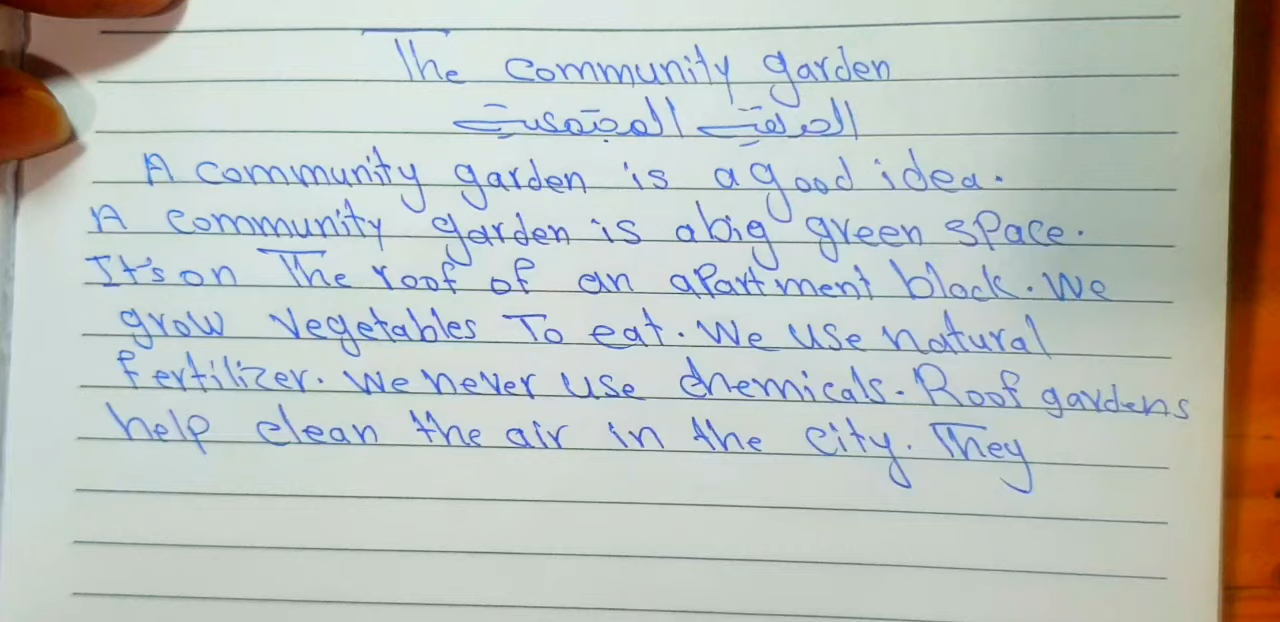 The community garden
الحديقة المجتمعية
A community garden is a good idea.
A community garden is a big green space.
It's on The roof of an apartment block. We
grow vegetables To eat. We use natural
fertilizer. We never use chemicals. Roof gardens
help clean the air in the city. They